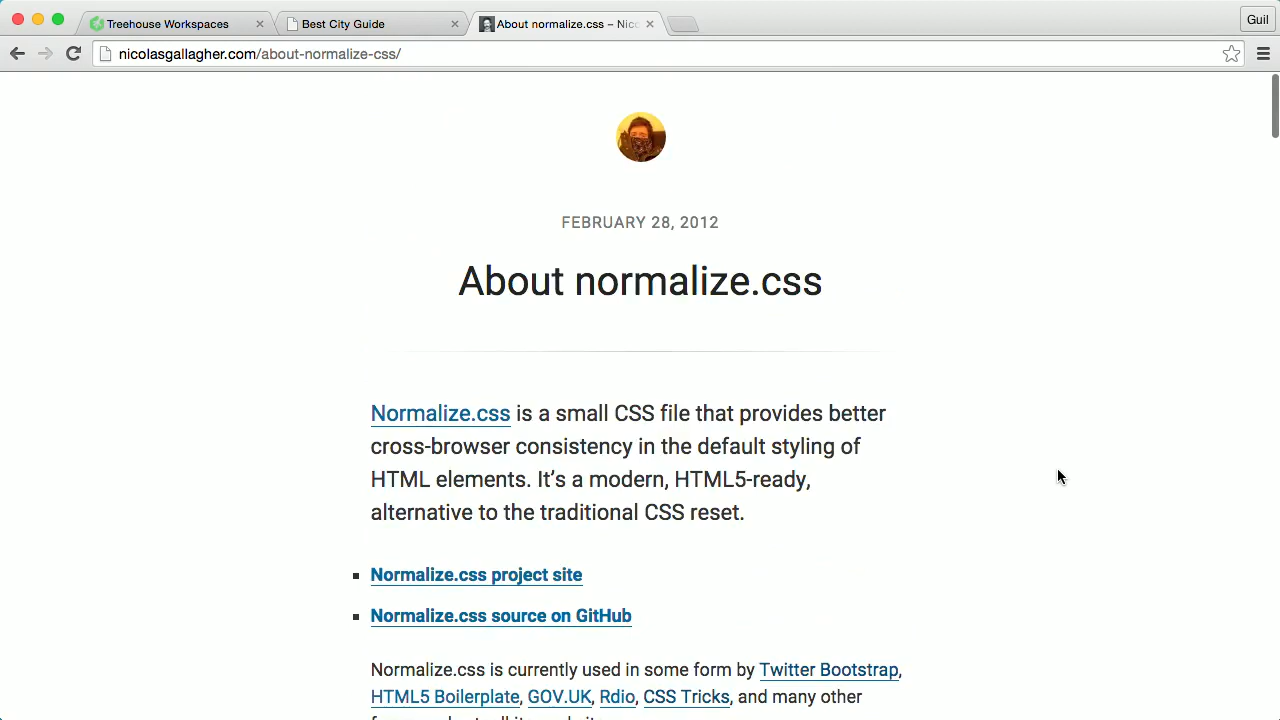 Treehouse Workspaces
Best City Guide
About normalize.css – Nic
Guil
nicolasgallagher.com/about-normalize-css/
FEBRUARY 28, 2012
About normalize.css
Normalize.css is a small CSS file that provides better
cross-browser consistency in the default styling of
HTML elements. It’s a modern, HTML5-ready,
alternative to the traditional CSS reset.
Normalize.css project site
Normalize.css source on GitHub
Normalize.css is currently used in some form by Twitter Bootstrap,
HTML5 Boilerplate, GOV.UK, Rdio, CSS Tricks, and many other